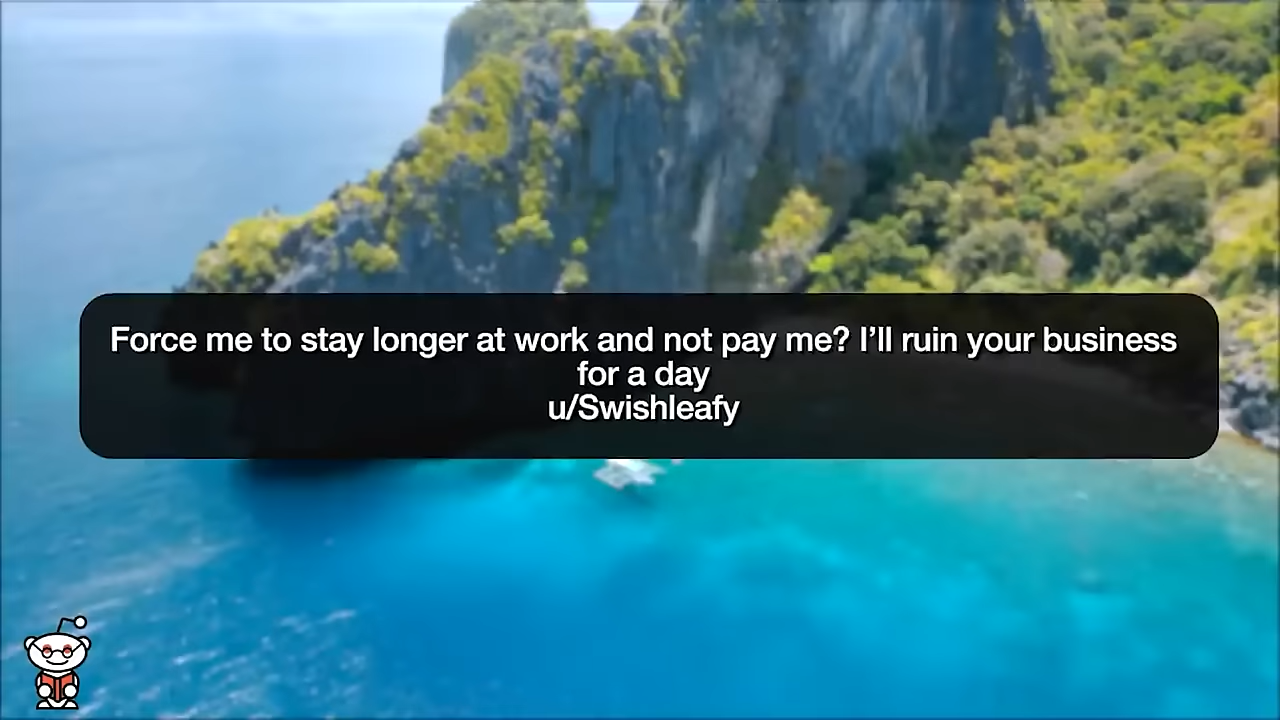 Force me to stay longer at work and not pay me? I’ll ruin your business
for a day
u/Swishleafy